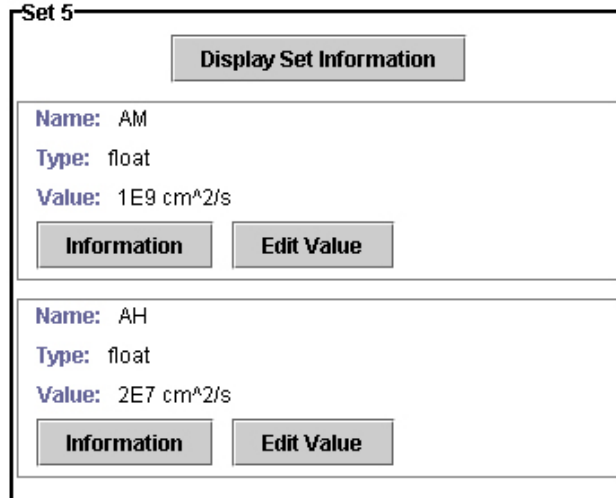 Set 5
Display Set Information
Name: AM
Type: float
Value: 1E9 cm^2/s
Information Edit Value
Name: AH
Type: float
Value: 2E7 cm^2/s
Information Edit Value